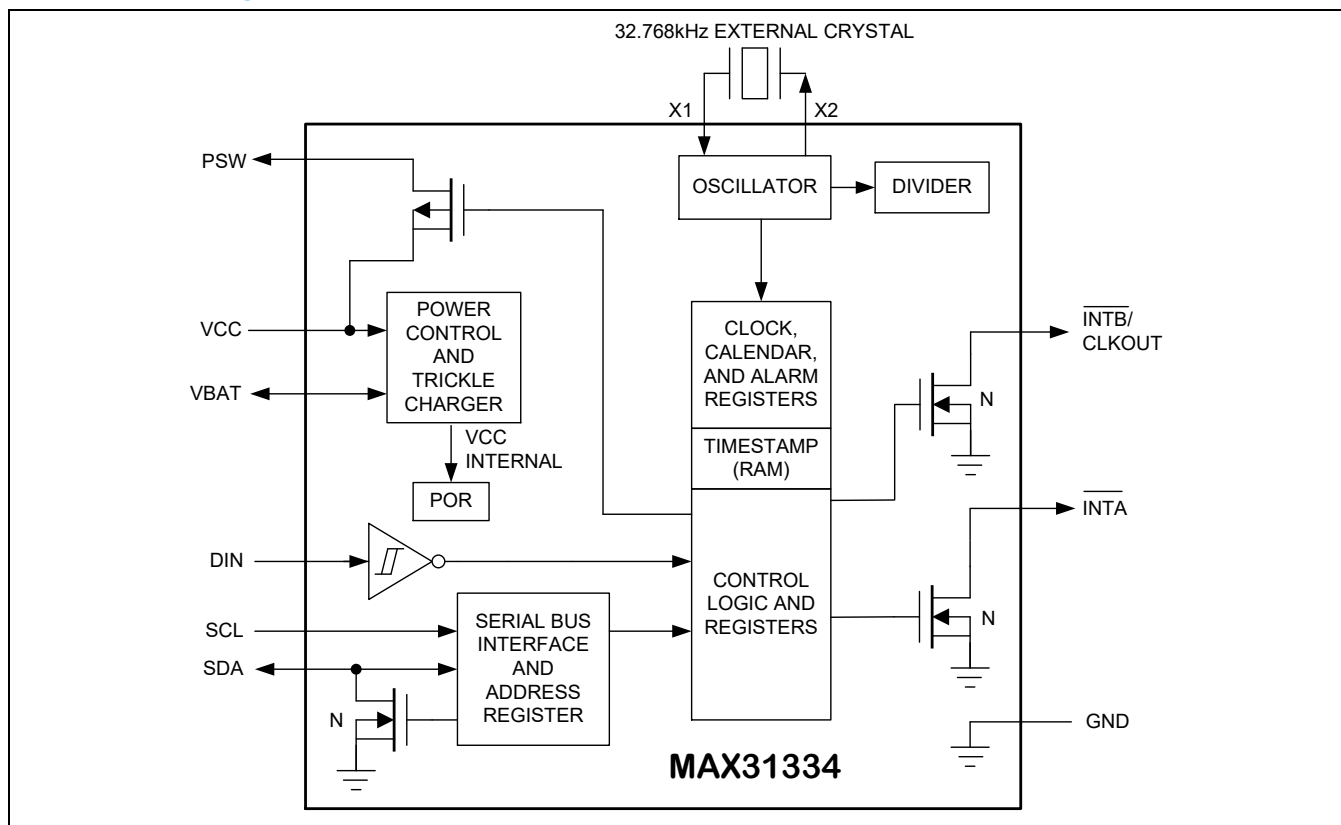 32.768kHz EXTERNAL CRYSTAL
X1
X2
PSW
OSCILLATOR
DIVIDER
VCC
POWER
CONTROL
AND
TRICKLE
CHARGER
CLOCK,
CALENDAR,
AND ALARM
REGISTERS
INTB/
CLKOUT
VBAT
N
VCC
INTERNAL
TIMESTAMP
(RAM)
POR
INTA
DIN
CONTROL
LOGIC AND
REGISTERS
N
SCL
SERIAL BUS
INTERFACE
AND
ADDRESS
REGISTER
SDA
N
GND
MAX31334